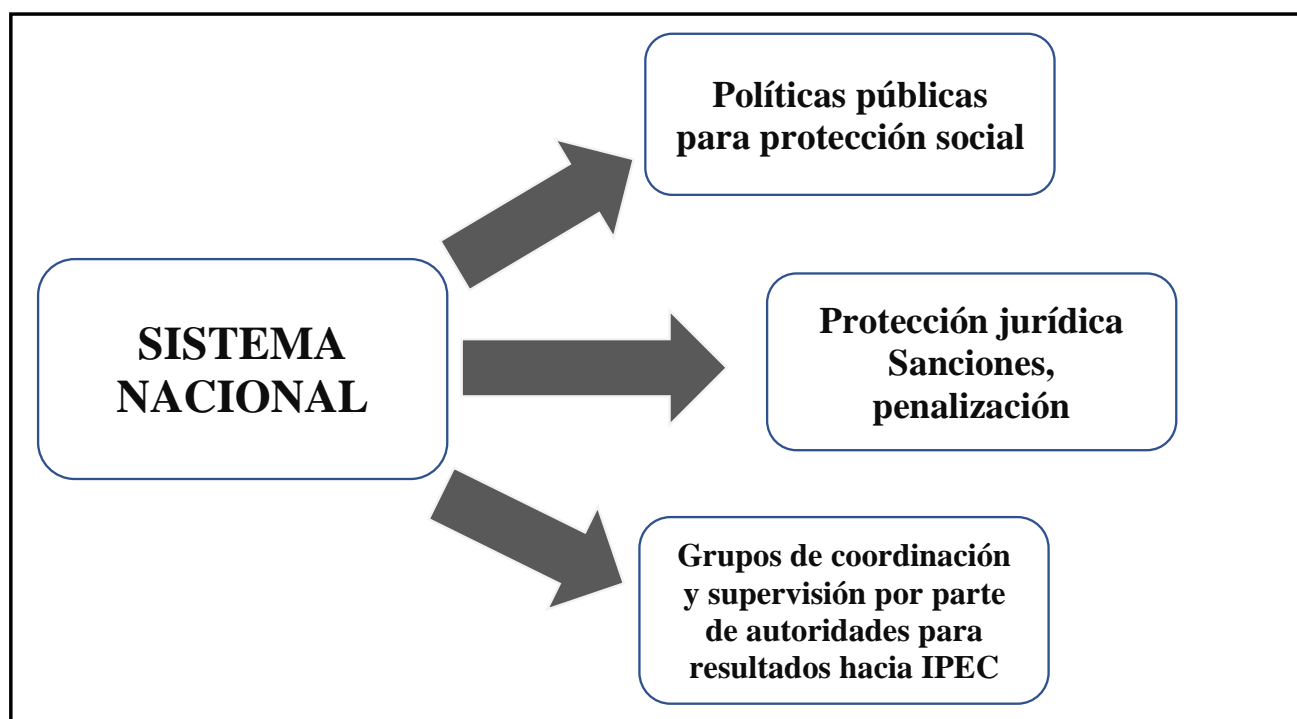 Políticas públicas
para protección social
SISTEMA
NACIONAL
Protección jurídica
Sanciones,
penalización
Grupos de coordinación
y supervisión por parte
de autoridades para
resultados hacia IPEC